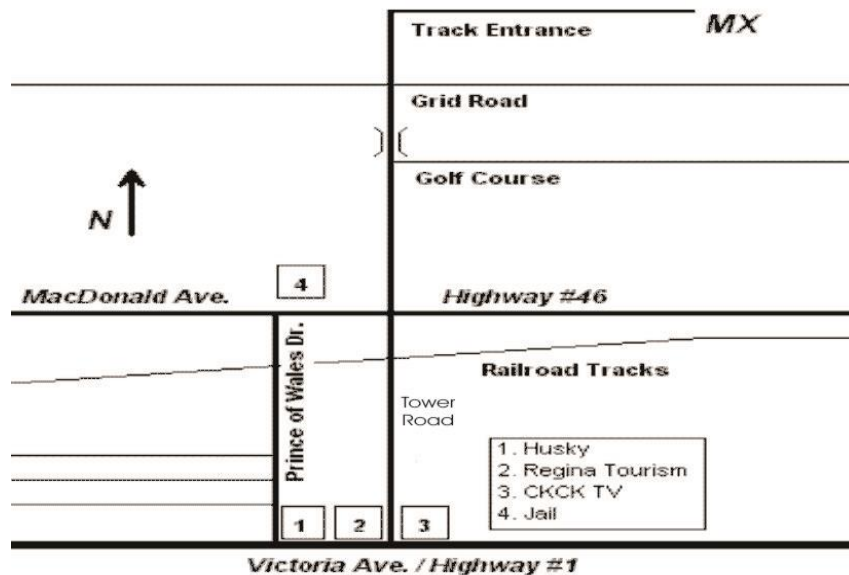 Track Entrance
MX
Grid Road
Golf Course
N
4
MacDonald Ave.
Highway #46
Prince of Wales Dr.
Railroad Tracks
Tower
Road
1. Husky
2. Regina Tourism
3. CKCK TV
4. Jail
1
2
3
Victoria Ave. / Highway #1